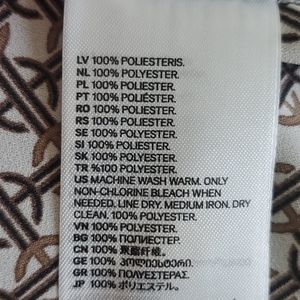 LV 100% POLIESTERIS.
NL 100% POLYESTER.
PL 100% POLIESTER.
PT 100% POLIÉSTER.
RO 100% POLIESTER.
RS 100% POLIESTER.
SE 100% POLYESTER.
SI 100% POLIESTER.
SK 100% POLYESTER.
TR %100 POLYESTER.
US MACHINE WASH WARM. ONLY
NON-CHLORINE BLEACH WHEN
NEEDED. LINE DRY. MEDIUM IRON. DRY
CLEAN. 100% POLYESTER.
VN 100% POLYESTER.
BG 100% ПОЛИЕСТЕР.
CN 100% 聚酯纤维。
GE 100% პოლიესტერი.
GR 100% ΠΟΛΥΕΣΤΕΡΑΣ.
JP 100% ポリエステル.